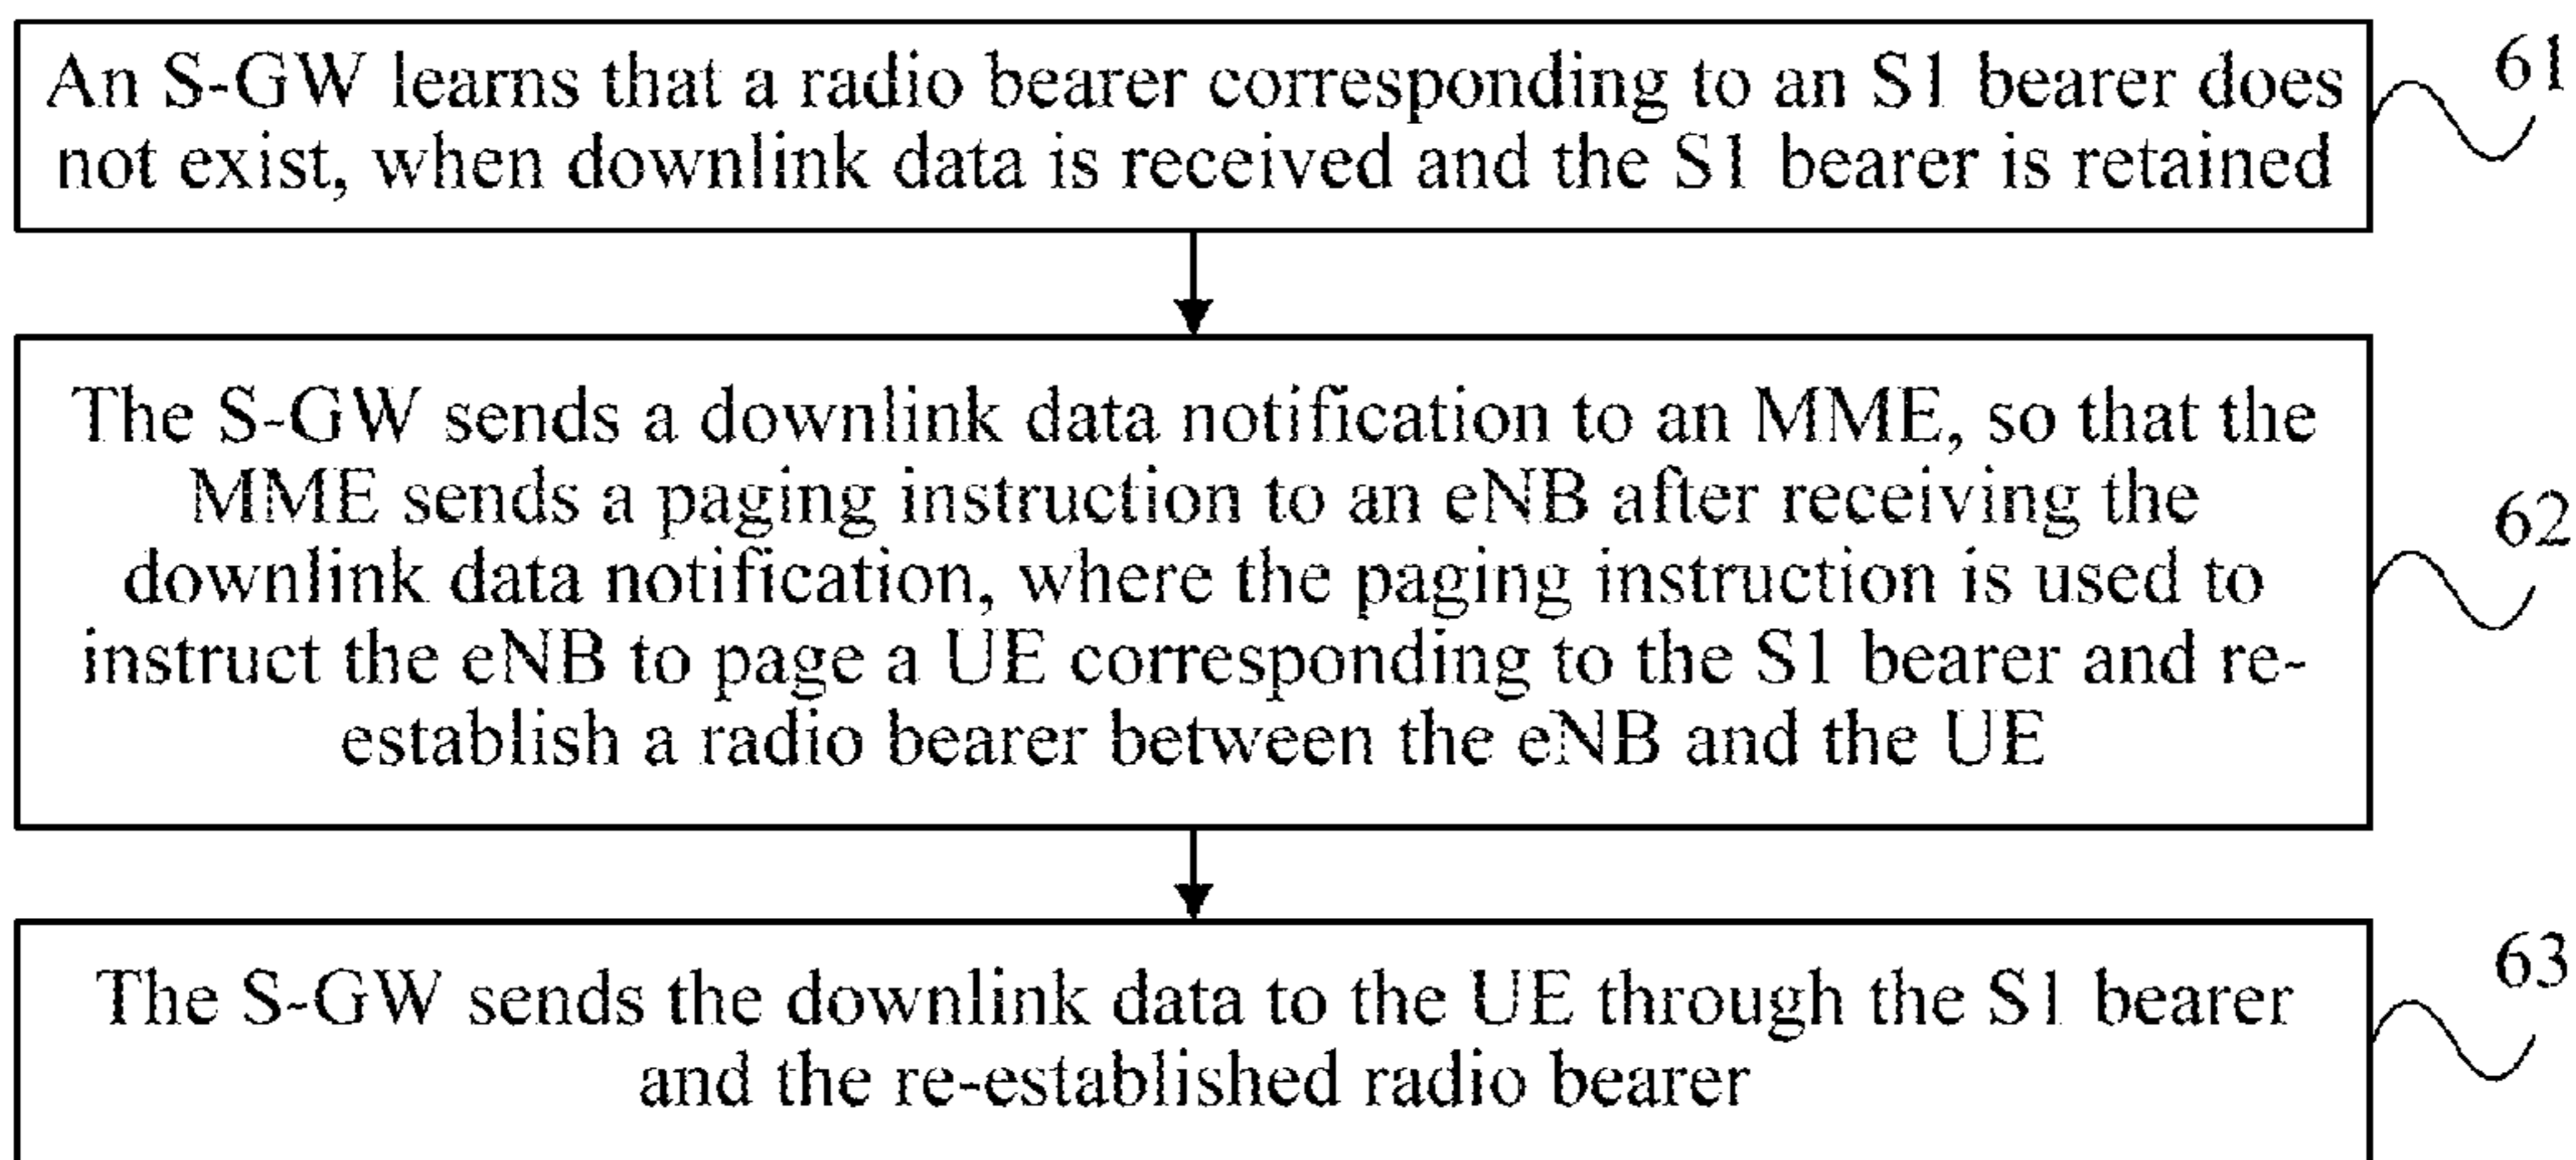 An S-GW learns that a radio bearer corresponding to an S1 bearer does
not exist, when downlink data is received and the S1 bearer is retained
61
The S-GW sends a downlink data notification to an MME, so that the
MME sends a paging instruction to an eNB after receiving the
downlink data notification, where the paging instruction is used to
instruct the eNB to page a UE corresponding to the S1 bearer and re-
establish a radio bearer between the eNB and the UE
62
The S-GW sends the downlink data to the UE through the S1 bearer
and the re-established radio bearer
63